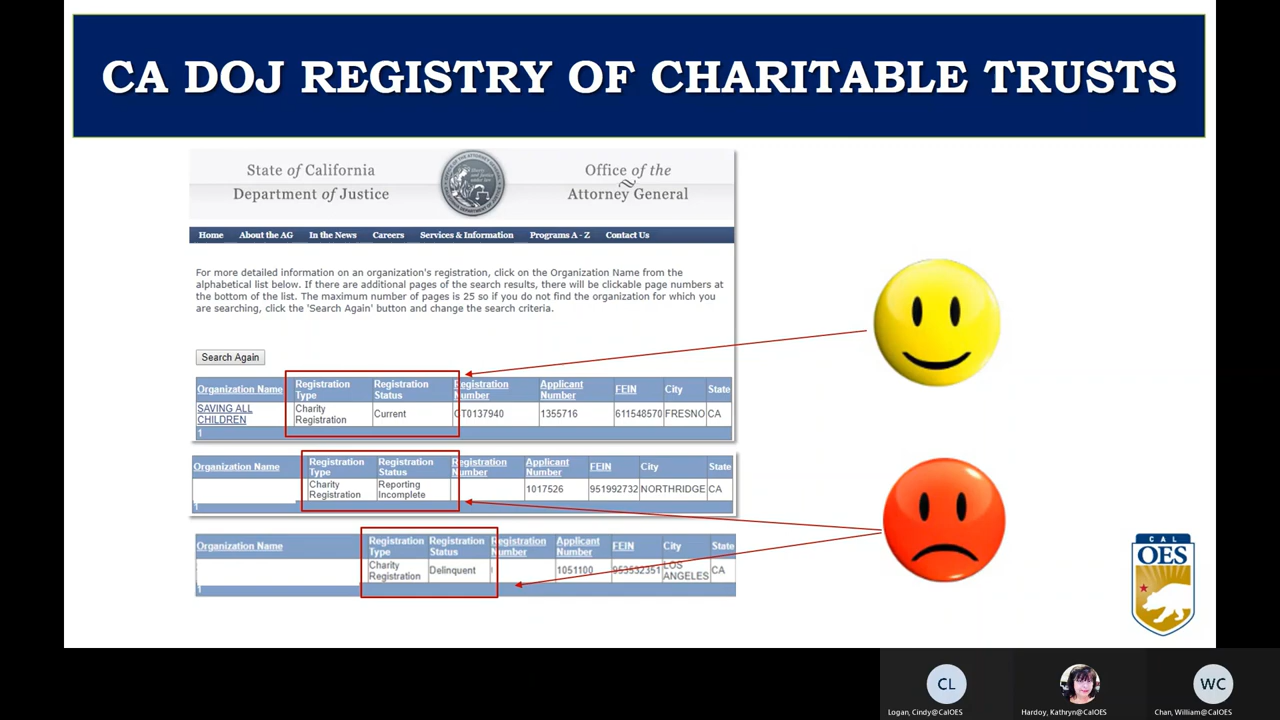 CA DOJ REGISTRY OF CHARITABLE TRUSTS
State of California
Department of Justice
Office of the
Attorney General
Home About the AG In the News Careers Services & Information Programs A - Z Contact Us
For more detailed information on an organization's registration, click on the Organization Name from the
alphabetical list below. If there are additional pages of the search results, there will be clickable page numbers at
the bottom of the list. The maximum number of pages is 25 so if you do not find the organization for which you
are searching, click the 'Search Again' button and change the search criteria.
Search Again
Organization Name Registration Type Registration Status Registration Number Applicant Number FEIN City State
SAVING ALL CHILDREN Charity Registration Current CT0137940 1355716 611548570 FRESNO CA
1
Organization Name Registration Type Registration Status Registration Number Applicant Number FEIN City State
Charity Registration Reporting Incomplete 1017526 951992732 NORTHRIDGE CA
1
Organization Name Registration Type Registration Status Registration Number Applicant Number FEIN City State
Charity Registration Delinquent 1051100 953532351 LOS ANGELES CA
1
CAL
OES
CL
WC
Logan, Cindy@CalOES
Hardoy, Kathryn@CalOES
Chan, William@CalOES